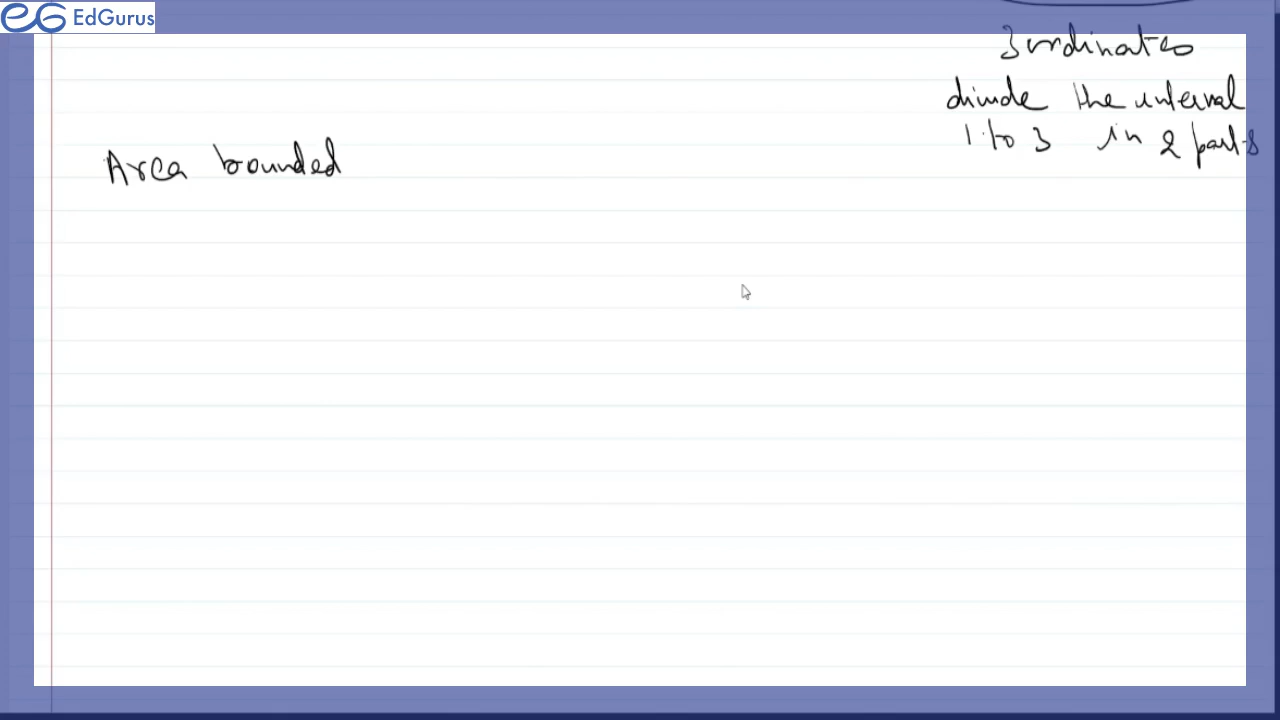 EdGurus
3 ordinates
divide the interval
1 to 3 in 2 parts
Area bounded